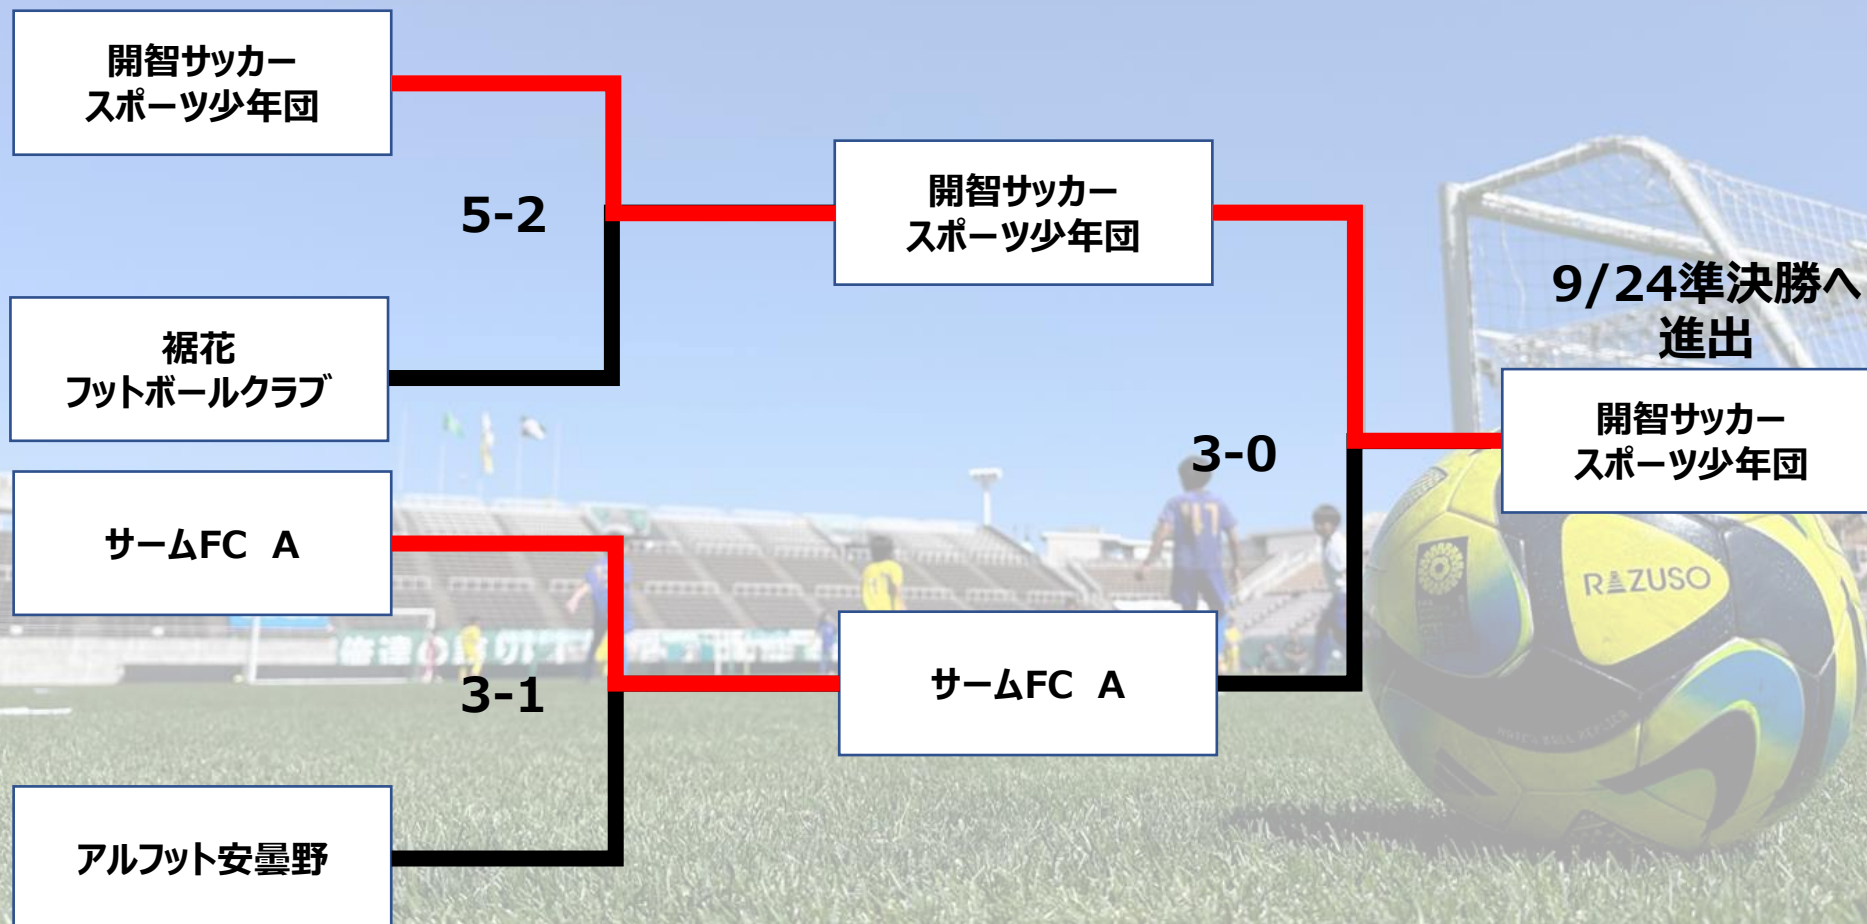 開智サッカー
スポーツ少年団
5-2
裾花
フットボールクラブ
サームFC A
3-1
アルフット安曇野
開智サッカー
スポーツ少年団
3-0
サームFC A
9/24準決勝へ
進出
開智サッカー
スポーツ少年団
RAZUSO